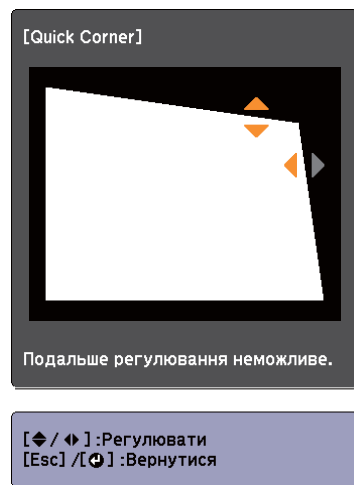 [Quick Corner]
Подальше регулювання неможливе.
[◆/◆]:Регулювати
[Esc] /[⏎] :Вернутися